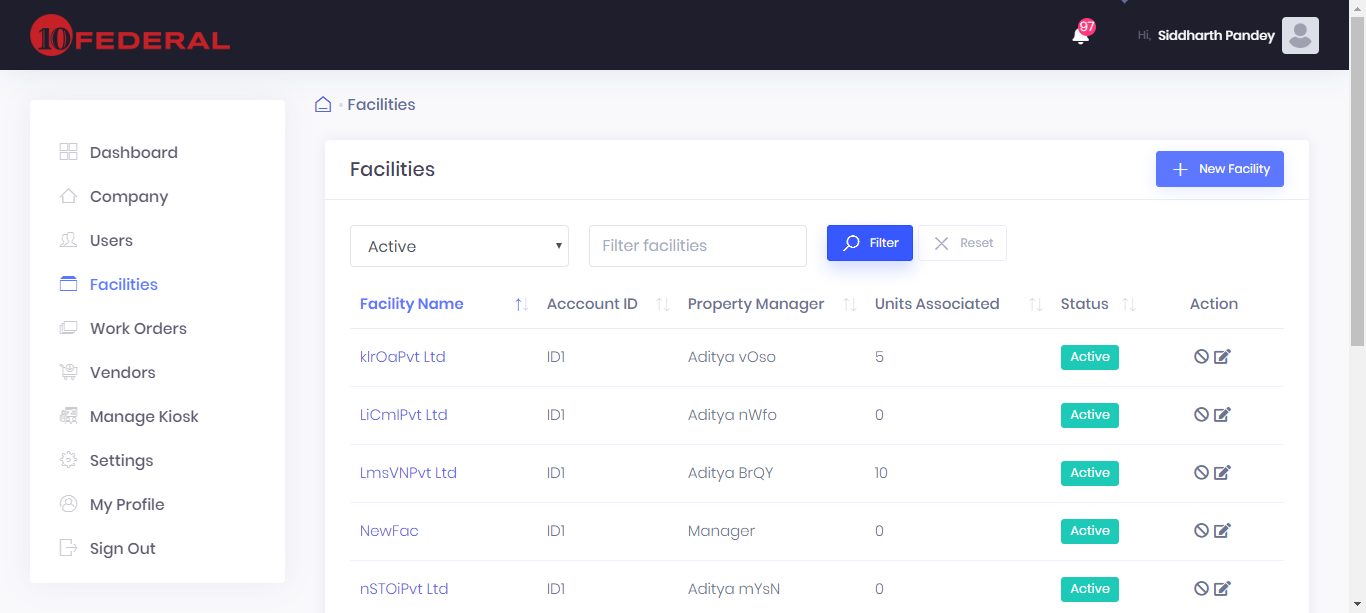 10 FEDERAL
97
Hi, Siddharth Pandey
Dashboard
Company
Users
Facilities
Work Orders
Vendors
Manage Kiosk
Settings
My Profile
Sign Out
Facilities
Facilities
New Facility
Active
Filter facilities
Filter
Reset
Facility Name Acccount ID Property Manager Units Associated Status Action
klrOaPvt Ltd ID1 Aditya vOso 5 Active
LiCmIPvt Ltd ID1 Aditya nWfo 0 Active
LmsVNPvt Ltd ID1 Aditya BrQY 10 Active
NewFac ID1 Manager 0 Active
nSTOiPvt Ltd ID1 Aditya mYsN 0 Active